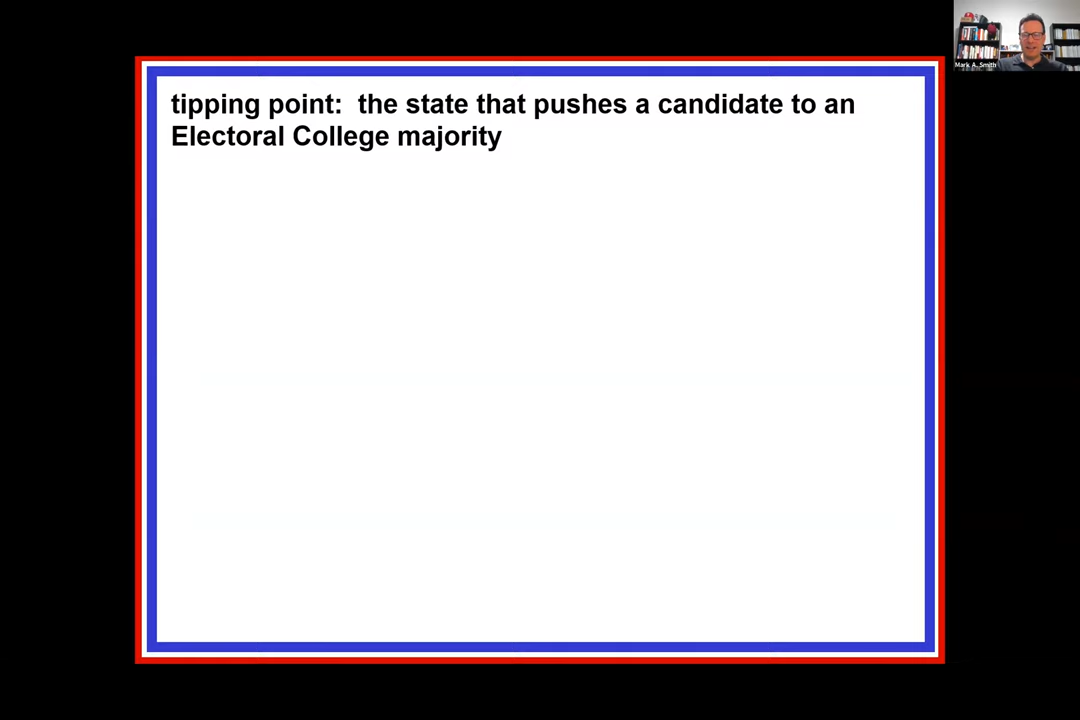 Mark A. Smith
tipping point:  the state that pushes a candidate to an
Electoral College majority